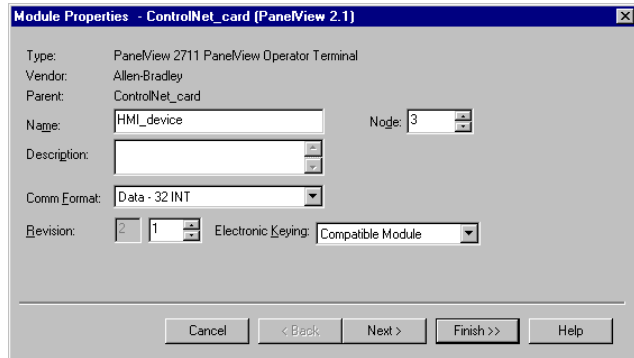 Module Properties - ControlNet_card (PanelView 2.1)
Type: PanelView 2711 PanelView Operator Terminal
Vendor: Allen-Bradley
Parent: ControlNet_card
Name: HMI_device Node: 3
Description:
Comm Format: Data - 32 INT
Revision: 2 1 Electronic Keying: Compatible Module
Cancel < Back Next > Finish >> Help